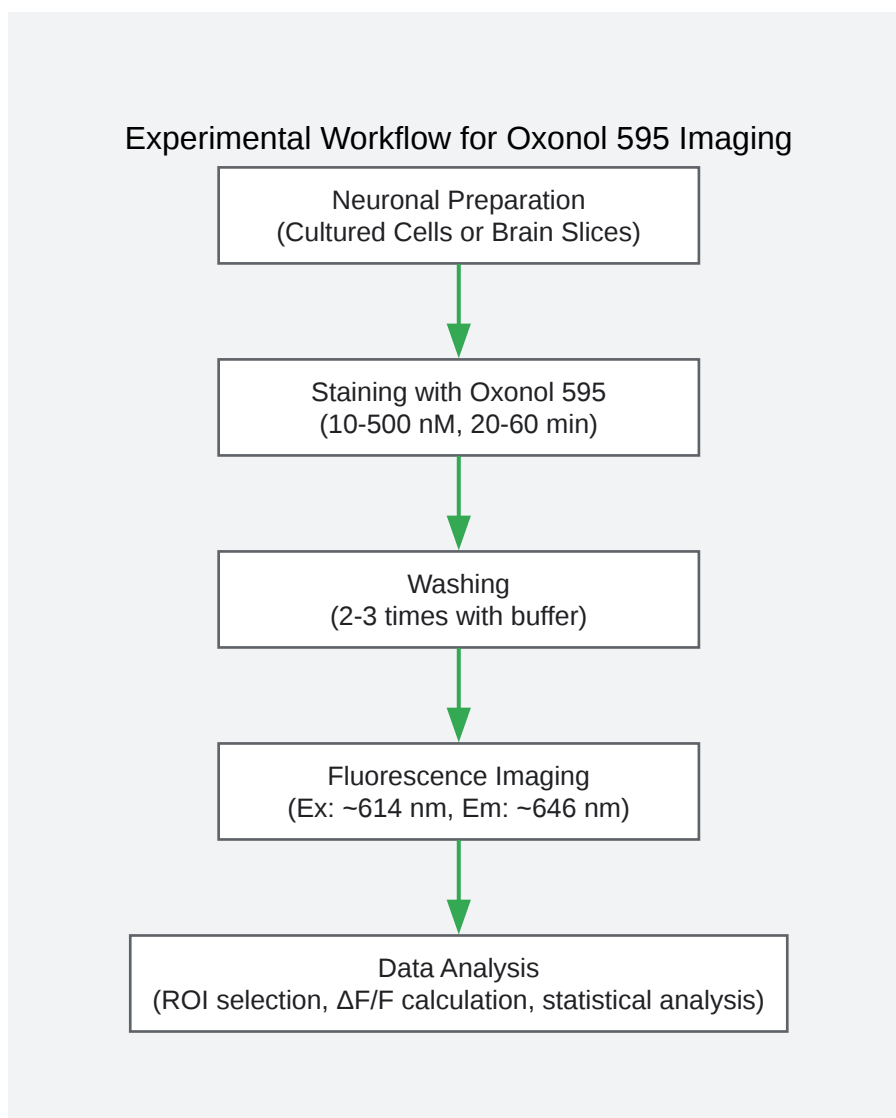 Experimental Workflow for Oxonol 595 Imaging
Neuronal Preparation
(Cultured Cells or Brain Slices)
Staining with Oxonol 595
(10-500 nM, 20-60 min)
Washing
(2-3 times with buffer)
Fluorescence Imaging
(Ex: ~614 nm, Em: ~646 nm)
Data Analysis
(ROI selection, ΔF/F calculation, statistical analysis)